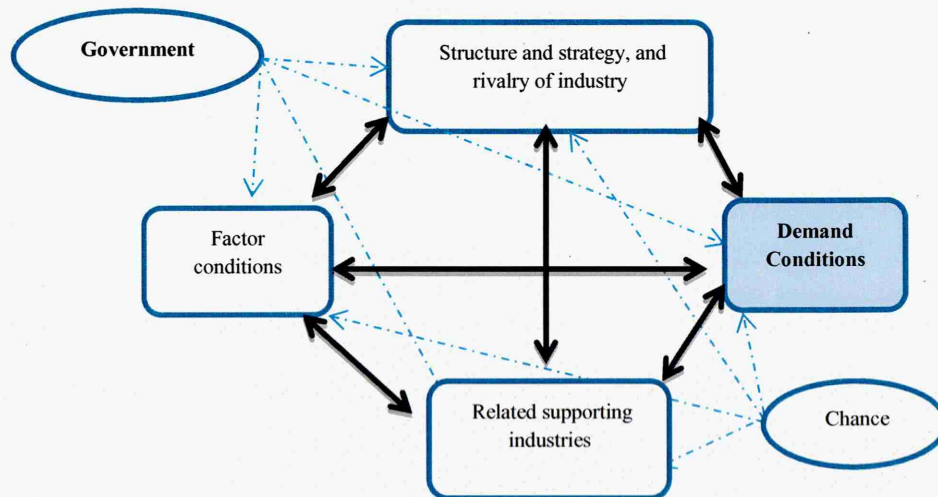 Government
Structure and strategy, and
rivalry of industry
Factor
conditions
Demand
Conditions
Related supporting
industries
Chance